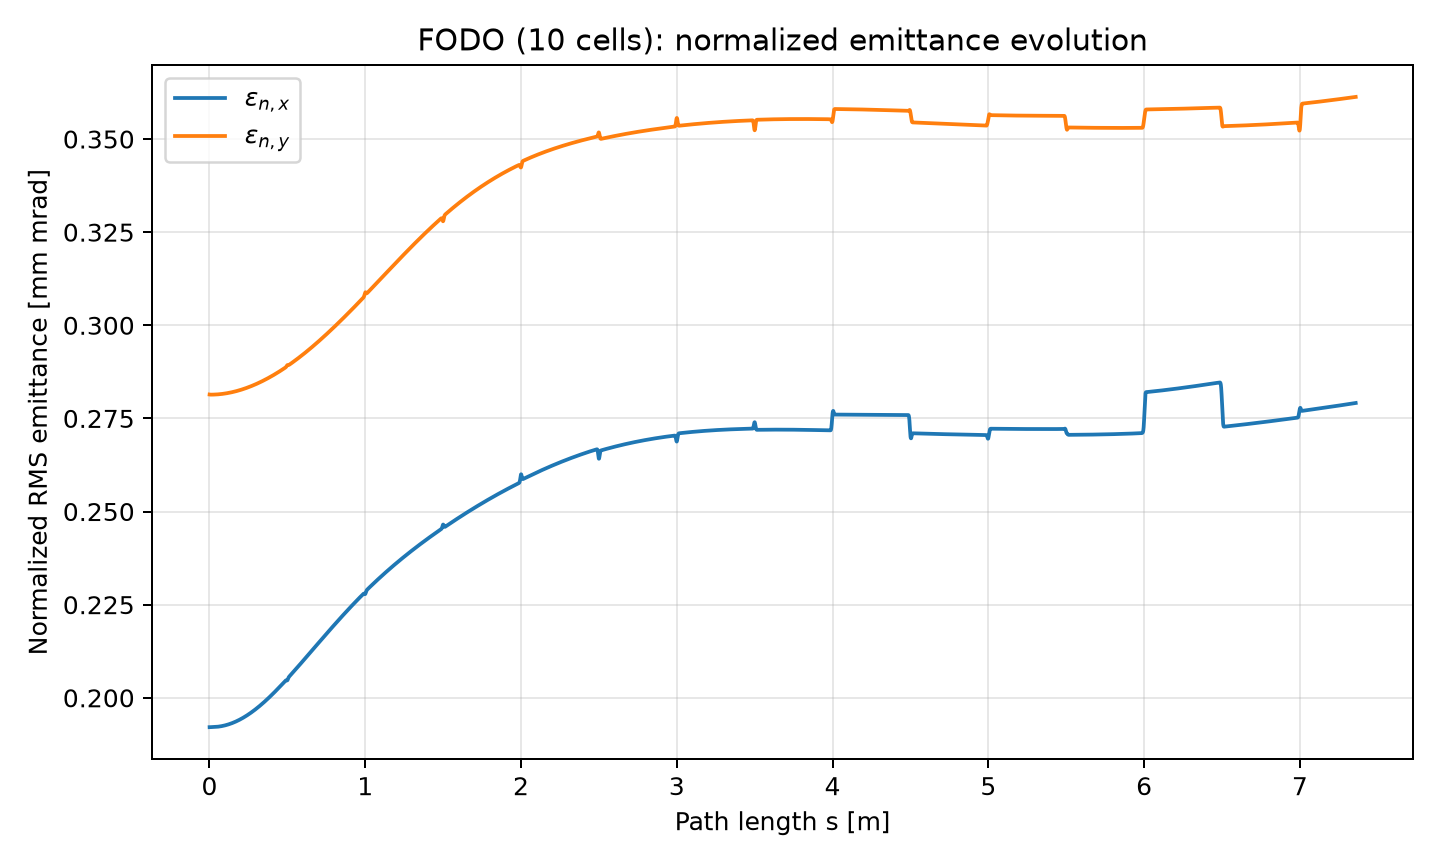 FODO (10 cells): normalized emittance evolution
εn,x
εn,y
Normalized RMS emittance [mm mrad]
0.350
0.325
0.300
0.275
0.250
0.225
0.200
0 1 2 3 4 5 6 7
Path length s [m]